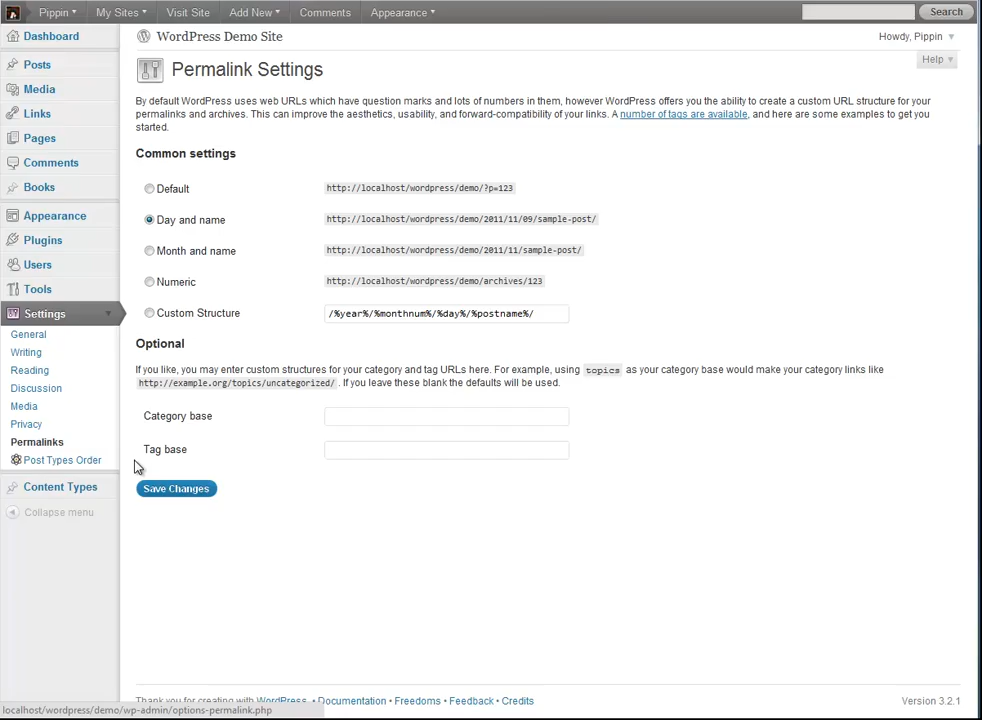 Pippin My Sites Visit Site Add New Comments Appearance Search
Dashboard
Posts
Media
Links
Pages
Comments
Books
Appearance
Plugins
Users
Tools
Settings
General
Writing
Reading
Discussion
Media
Privacy
Permalinks
Post Types Order
Content Types
Collapse menu
WordPress Demo Site
Howdy, Pippin
Help
Permalink Settings
By default WordPress uses web URLs which have question marks and lots of numbers in them, however WordPress offers you the ability to create a custom URL structure for your
permalinks and archives. This can improve the aesthetics, usability, and forward-compatibility of your links. A number of tags are available, and here are some examples to get you
started.
Common settings
Default http://localhost/wordpress/demo/?p=123
Day and name http://localhost/wordpress/demo/2011/11/09/sample-post/
Month and name http://localhost/wordpress/demo/2011/11/sample-post/
Numeric http://localhost/wordpress/demo/archives/123
Custom Structure /%year%/%monthnum%/%day%/%postname%/
Optional
If you like, you may enter custom structures for your category and tag URLs here. For example, using topics as your category base would make your category links like
http://example.org/topics/uncategorized/ . If you leave these blank the defaults will be used.
Category base
Tag base
Save Changes
Thank you for creating with WordPress. • Documentation • Freedoms • Feedback • Credits
Version 3.2.1
localhost/wordpress/demo/wp-admin/options-permalink.php